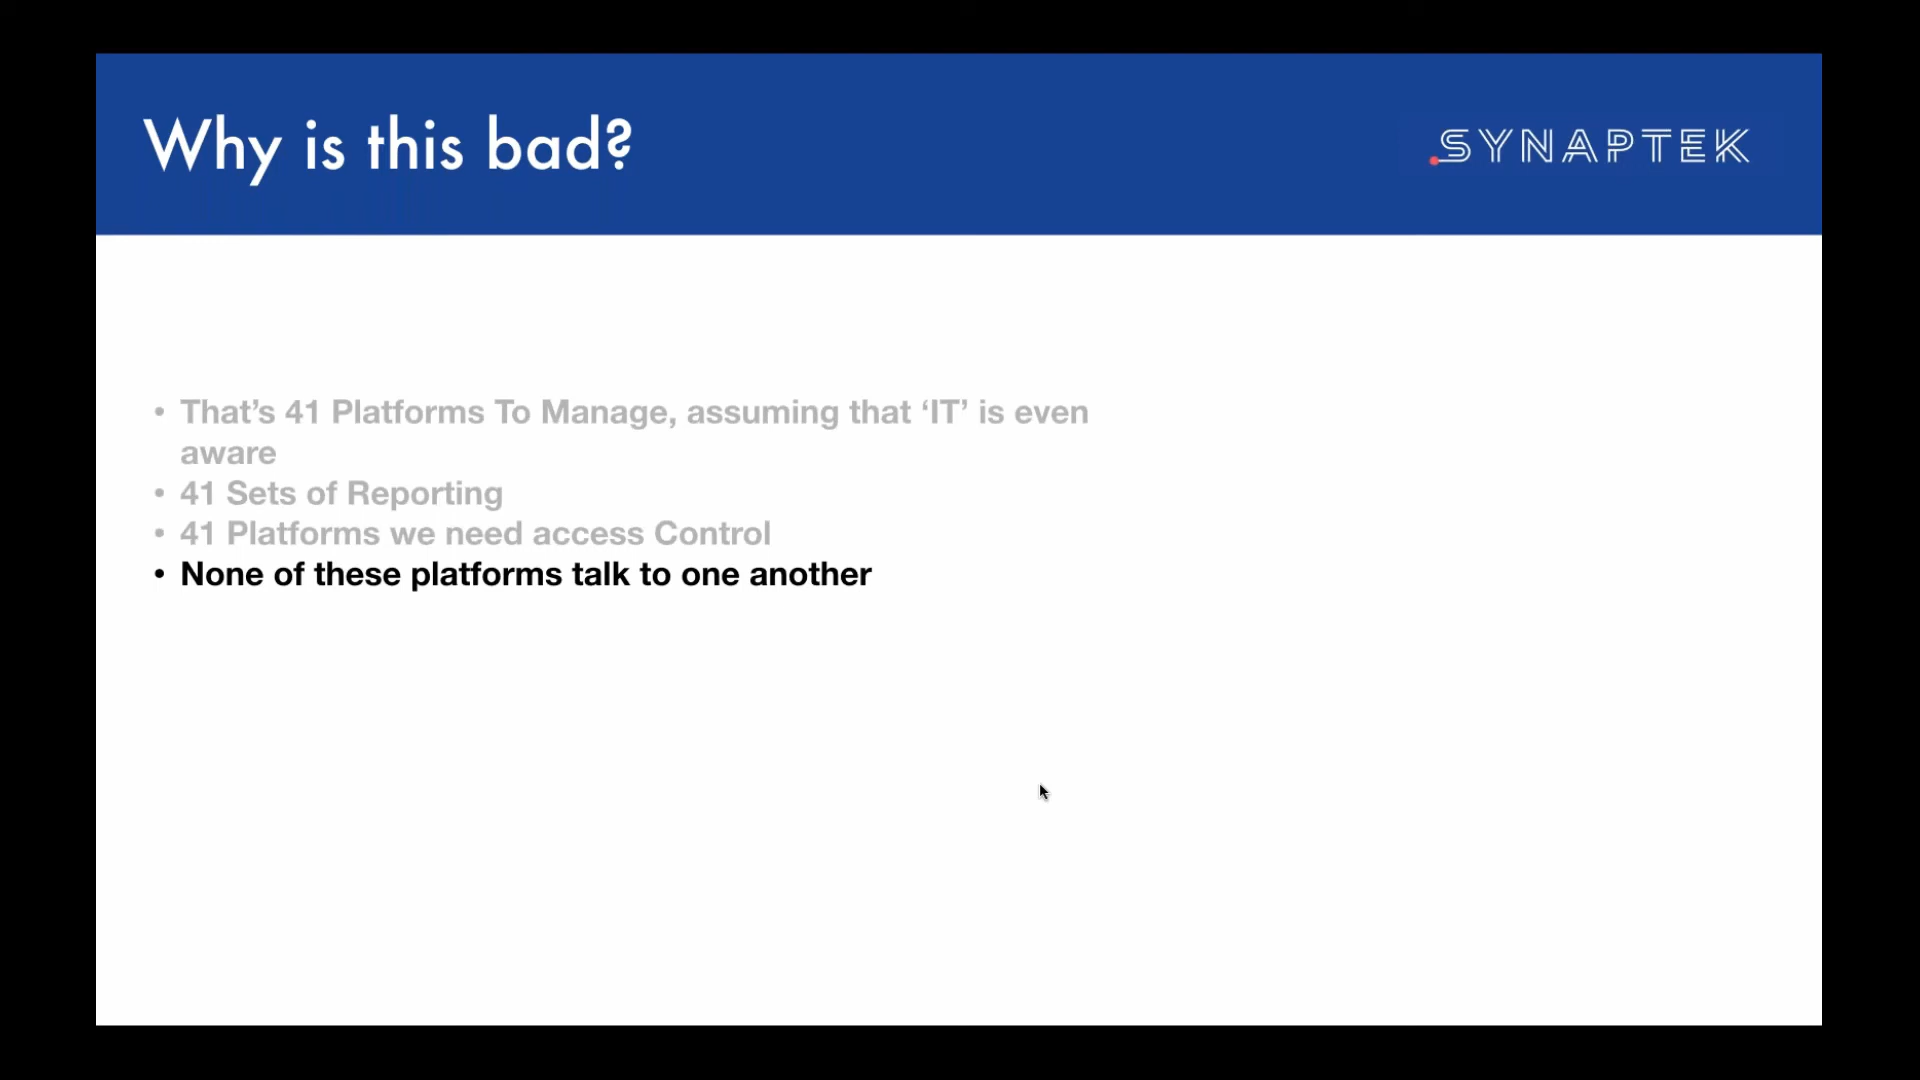 Why is this bad?
SYNAPTEK
• That’s 41 Platforms To Manage, assuming that ‘IT’ is even
aware
• 41 Sets of Reporting
• 41 Platforms we need access Control
• None of these platforms talk to one another